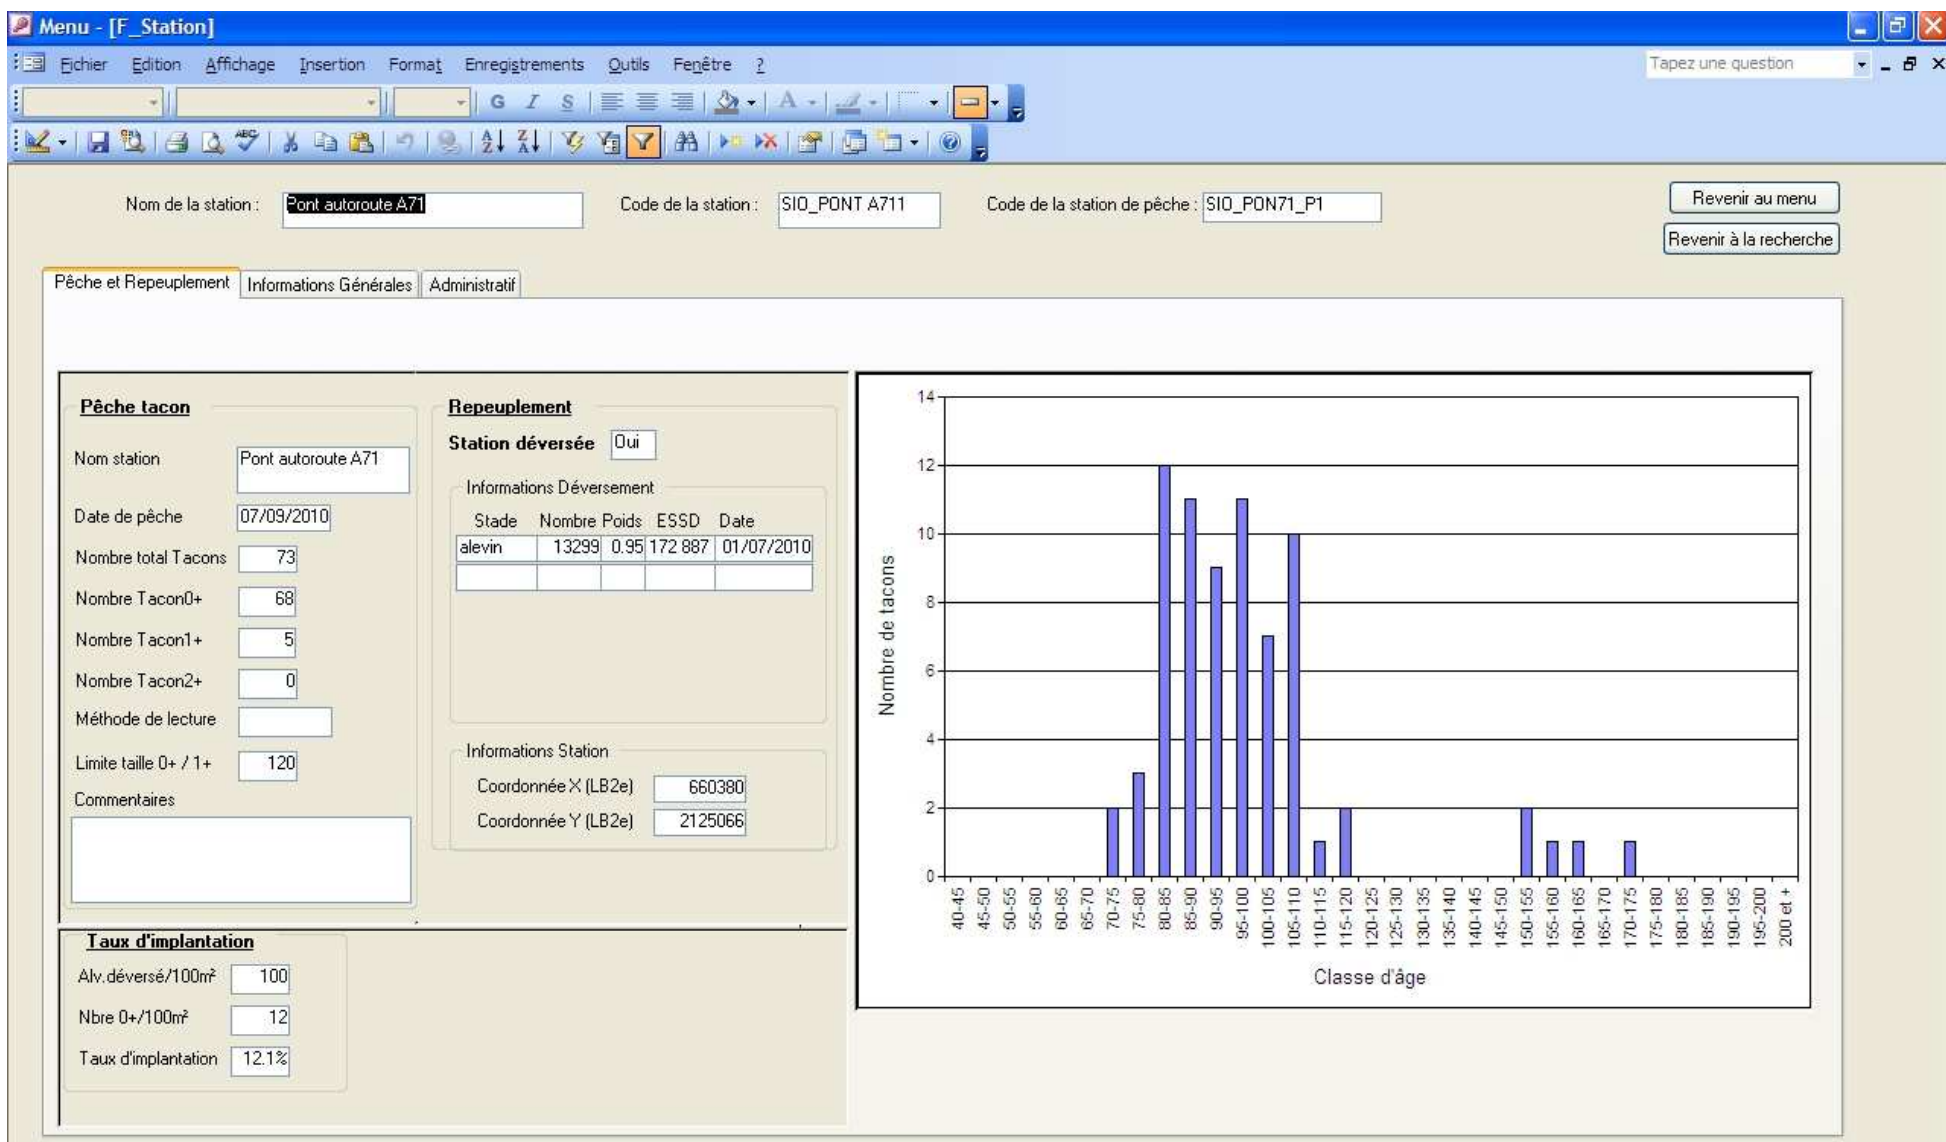 Menu - [F_Station]
Fichier Edition Affichage Insertion Format Enregistrements Outils Fenêtre ?
Tapez une question
G I S A
Nom de la station : Pont autoroute A71 Code de la station : SIO_PONT A711 Code de la station de pêche : SIO_PON71_P1
Revenir au menu
Revenir à la recherche
Pêche et Repeuplement Informations Générales Administratif
Pêche tacon
Nom station Pont autoroute A71
Date de pêche 07/09/2010
Nombre total Tacons 73
Nombre Tacon0+ 68
Nombre Tacon1+ 5
Nombre Tacon2+ 0
Méthode de lecture
Limite taille 0+ / 1+ 120
Commentaires
Repeuplement
Station déversée Oui
Informations Déversement
Stade Nombre Poids ESSD Date
alevin 13299 0.95 172 887 01/07/2010
Informations Station
Coordonnée X (LB2e) 660380
Coordonnée Y (LB2e) 2125066
Taux d'implantation
Alv.déversé/100m² 100
Nbre 0+/100m² 12
Taux d'implantation 12.1%
Nombre de tacons
14
12
10
8
6
4
2
0
40-45 45-50 50-55 55-60 60-65 65-70 70-75 75-80 80-85 85-90 90-95 95-100 100-105 105-110 110-115 115-120 120-125 125-130 130-135 135-140 140-145 145-150 150-155 155-160 160-165 165-170 170-175 175-180 180-185 185-190 190-195 195-200 200 et +
Classe d'âge